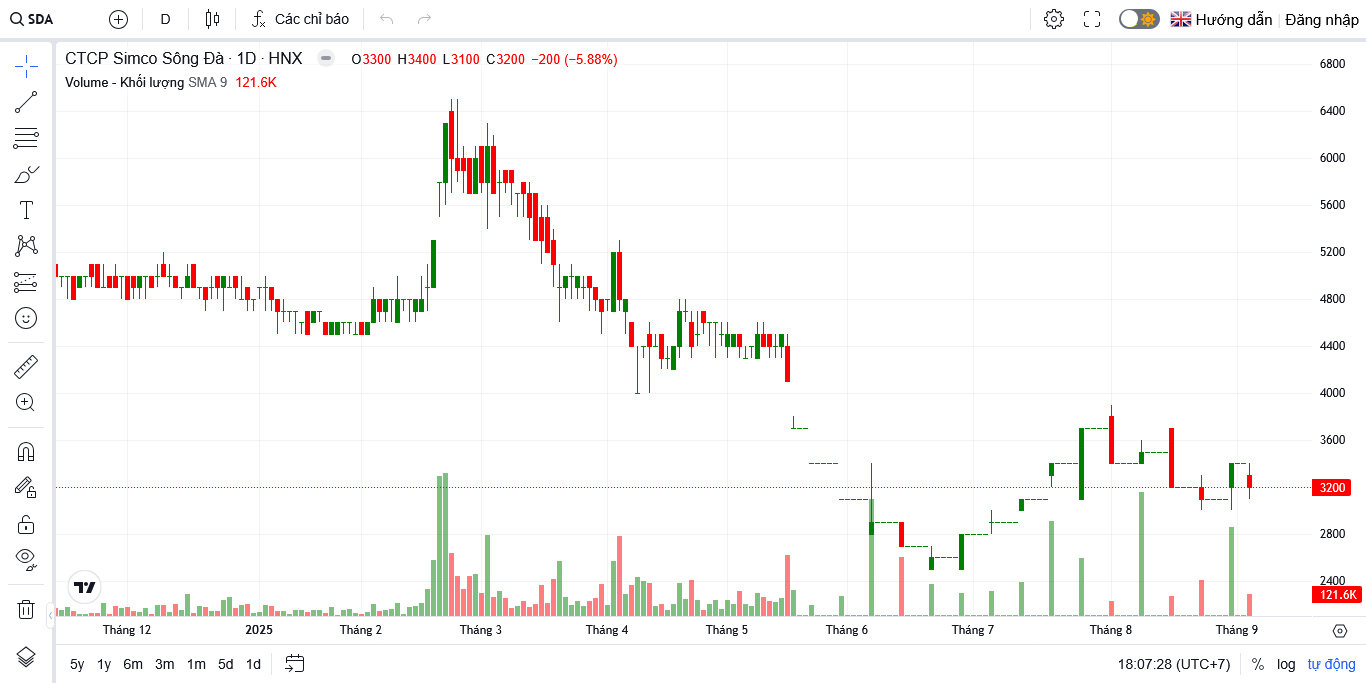 SDA D Các chỉ báo Hướng dẫn Đăng nhập
CTCP Simco Sông Đà · 1D · HNX O3300 H3400 L3100 C3200 −200 (−5.88%)
Volume - Khối lượng SMA 9 121.6K
6800
6400
6000
5600
5200
4800
4400
4000
3600
3200
2800
2400
121.6K
Tháng 12 2025 Tháng 2 Tháng 3 Tháng 4 Tháng 5 Tháng 6 Tháng 7 Tháng 8 Tháng 9
5y 1y 6m 3m 1m 5d 1d 18:07:28 (UTC+7) % log tự động